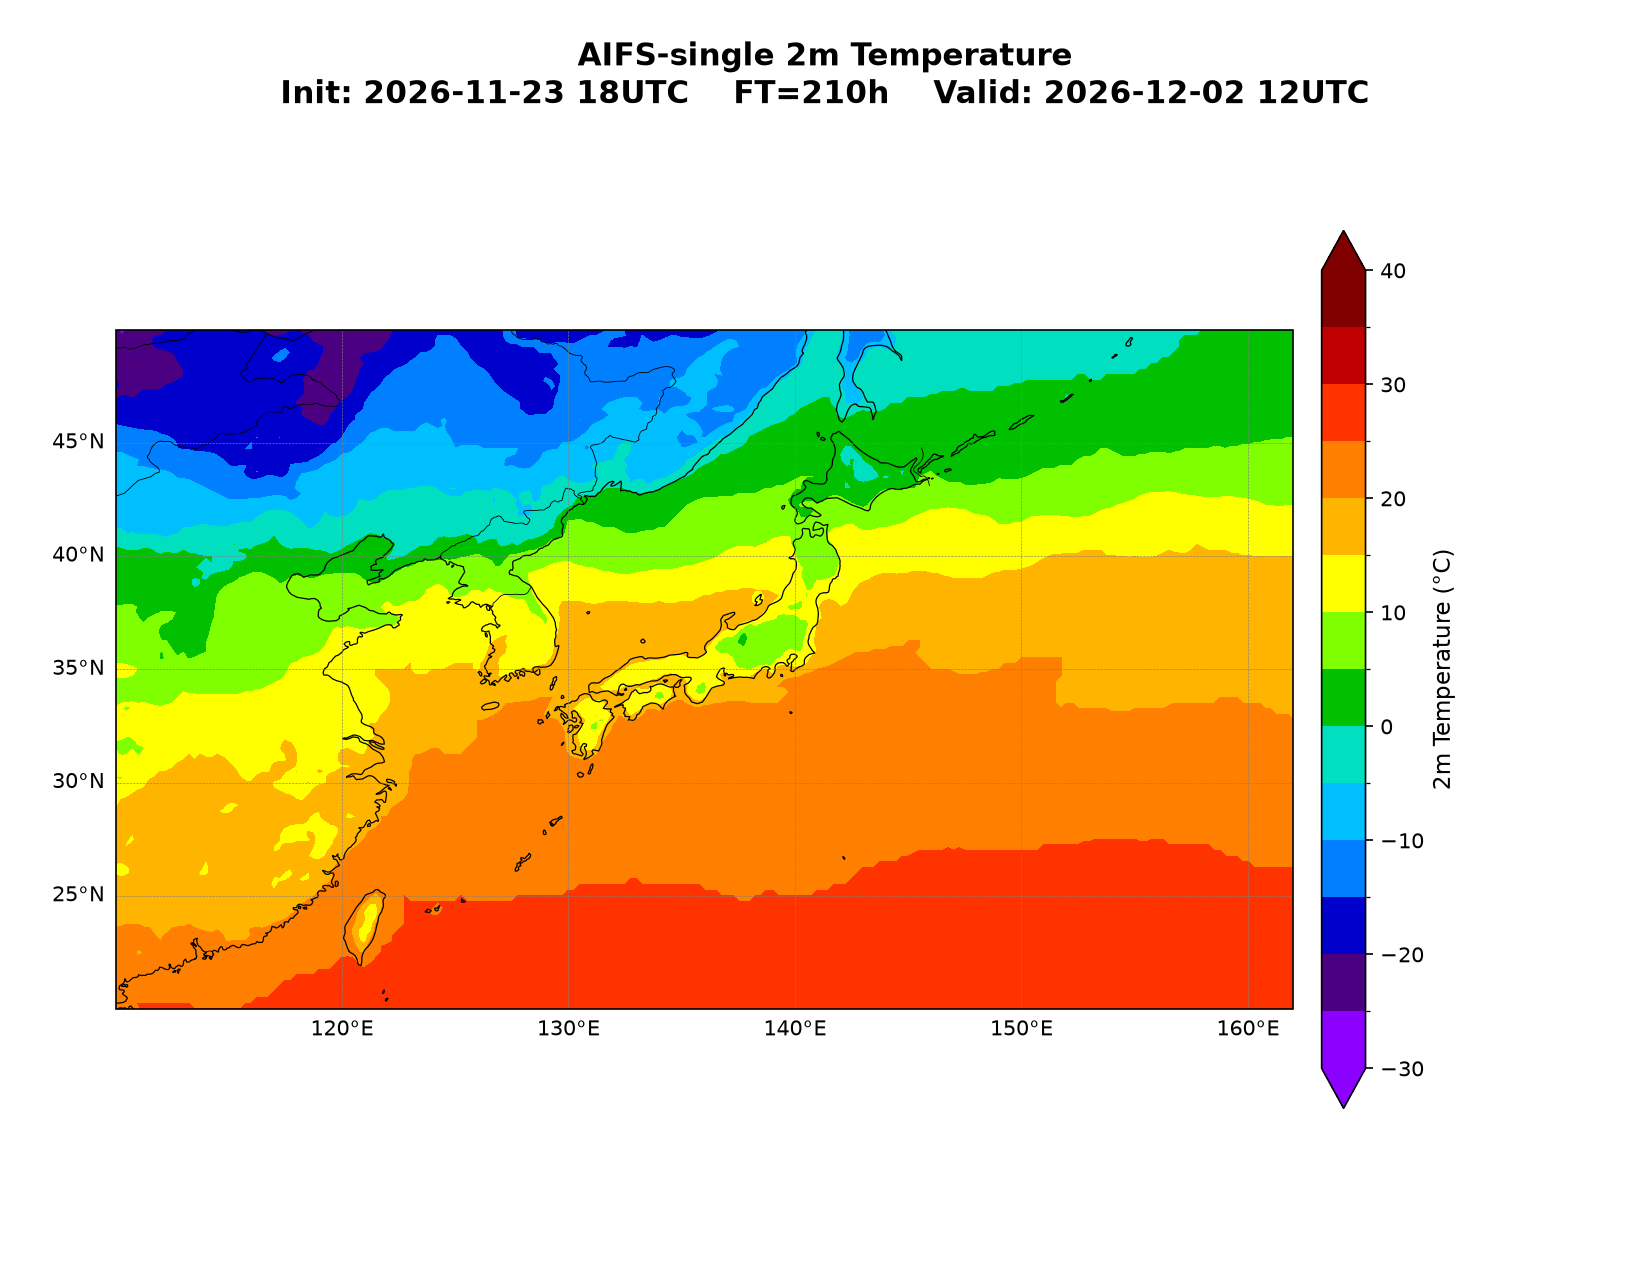 AIFS-single 2m Temperature
Init: 2026-11-23 18UTC    FT=210h    Valid: 2026-12-02 12UTC
45°N
40°N
35°N
30°N
25°N
120°E
130°E
140°E
150°E
160°E
40
30
20
10
0
−10
−20
−30
2m Temperature (°C)